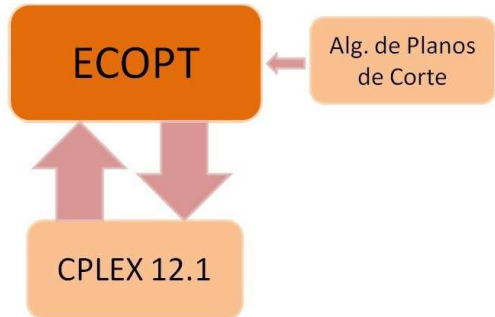 ECOPT
Alg. de Planos
de Corte
CPLEX 12.1